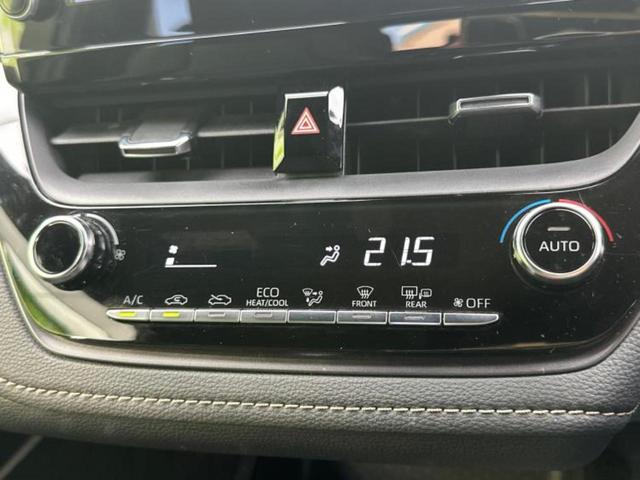 21.5
AUTO
A/C
ECO
HEAT/COOL
FRONT
REAR
OFF